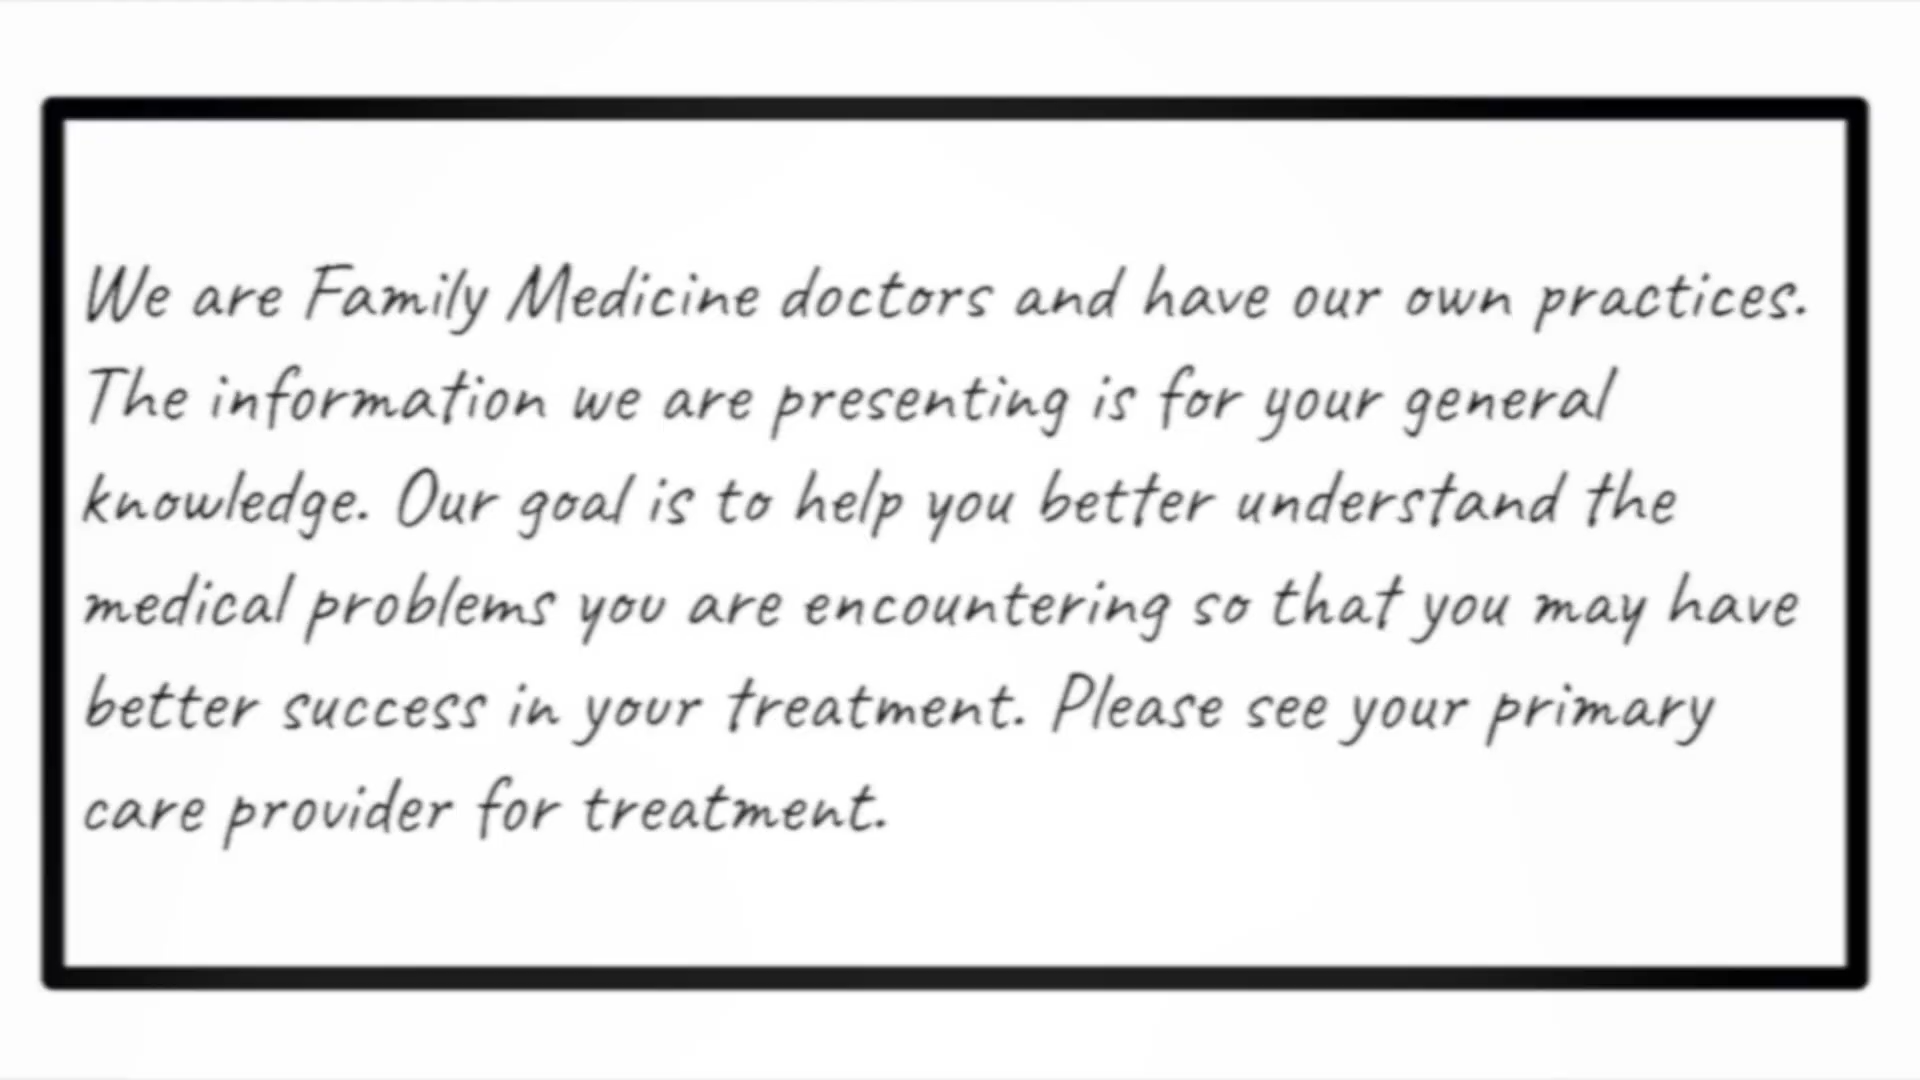 We are Family Medicine doctors and have our own practices.
The information we are presenting is for your general
knowledge. Our goal is to help you better understand the
medical problems you are encountering so that you may have
better success in your treatment. Please see your primary
care provider for treatment.